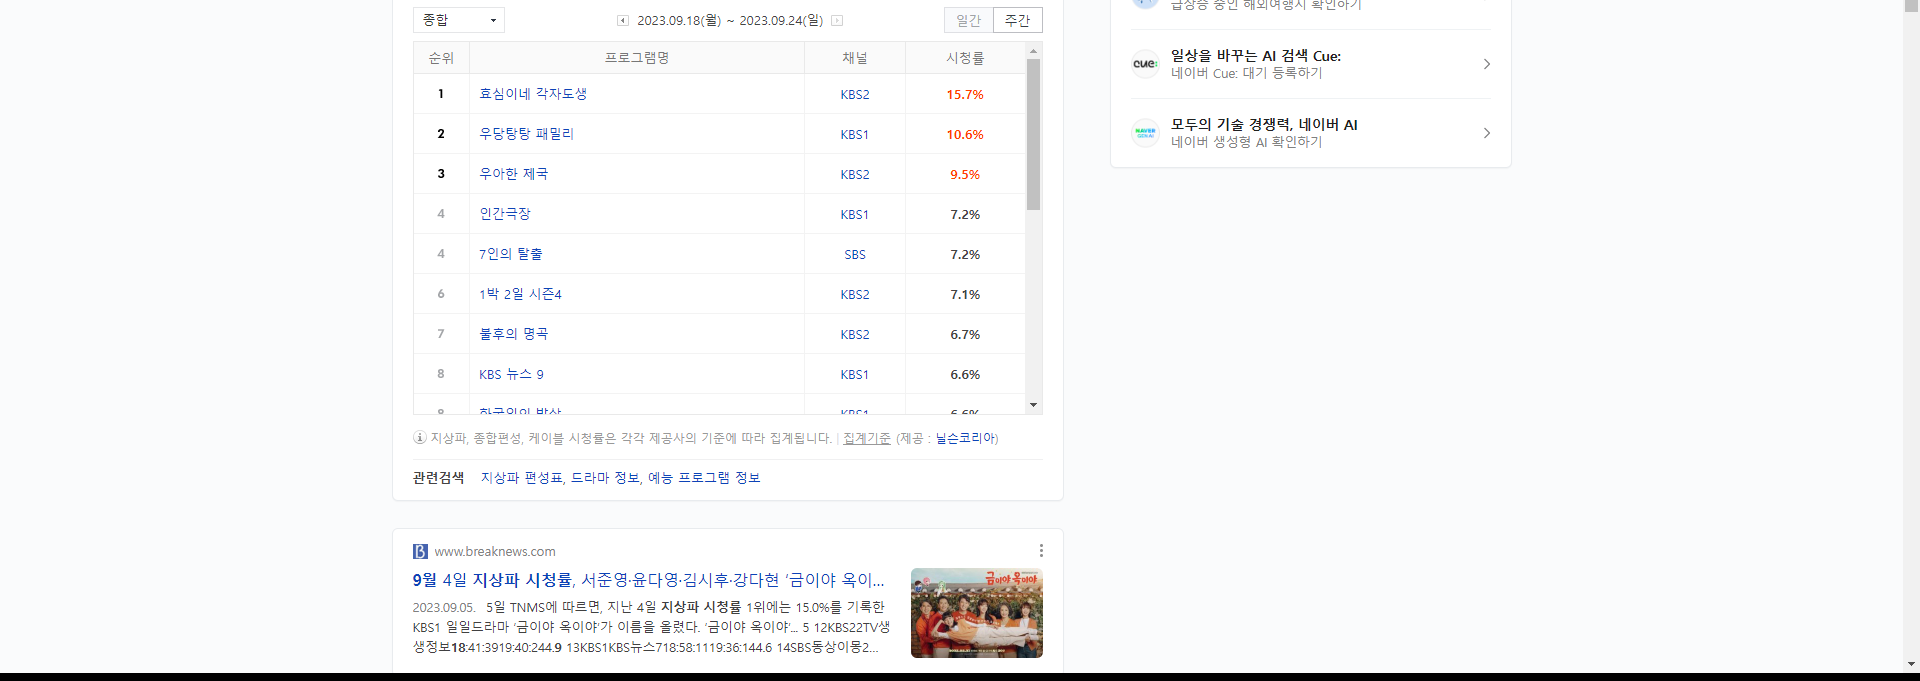 종합
2023.09.18(월) ~ 2023.09.24(일)
일간 주간
순위 프로그램명 채널 시청률
1 효심이네 각자도생 KBS2 15.7%
2 우당탕탕 패밀리 KBS1 10.6%
3 우아한 제국 KBS2 9.5%
4 인간극장 KBS1 7.2%
4 7인의 탈출 SBS 7.2%
6 1박 2일 시즌4 KBS2 7.1%
7 불후의 명곡 KBS2 6.7%
8 KBS 뉴스 9 KBS1 6.6%
8 한국인의 밥상 KBS1 6.6%
지상파, 종합편성, 케이블 시청률은 각각 제공사의 기준에 따라 집계됩니다. 집계기준 (제공 : 닐슨코리아)
관련검색 지상파 편성표, 드라마 정보, 예능 프로그램 정보
www.breaknews.com
9월 4일 지상파 시청률, 서준영·윤다영·김시후·강다현 ‘금이야 옥이...
2023.09.05. 5일 TNMS에 따르면, 지난 4일 지상파 시청률 1위에는 15.0%를 기록한
KBS1 일일드라마 ‘금이야 옥이야’가 이름을 올렸다. ‘금이야 옥이야’... 5 12KBS22TV생
생정보18:41:3919:40:244.9 13KBS1KBS뉴스718:58:1119:36:144.6 14SBS동상이몽2...
금이야 옥이야
급상승 중인 해외여행지 확인하기
cue:
일상을 바꾸는 AI 검색 Cue:
네이버 Cue: 대기 등록하기
NAVER
모두의 기술 경쟁력, 네이버 AI
네이버 생성형 AI 확인하기